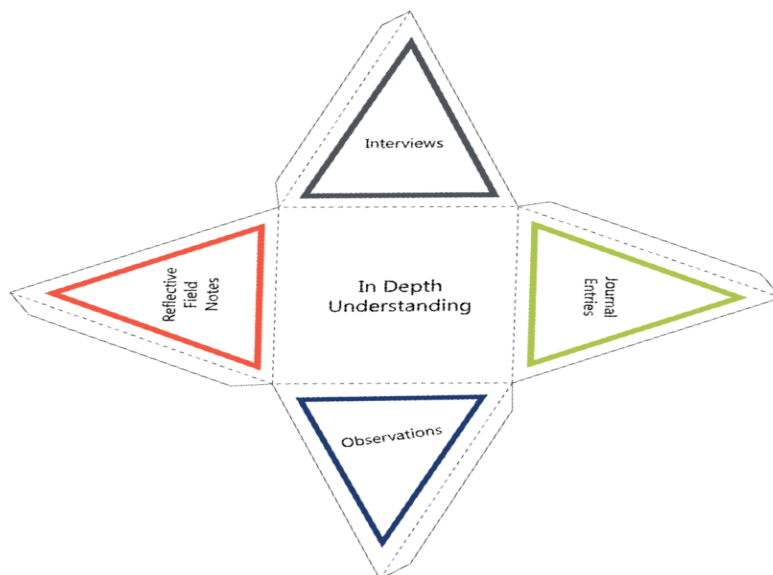 Interviews
Reflective
Field
Notes
In Depth
Understanding
Journal
Entries
Observations